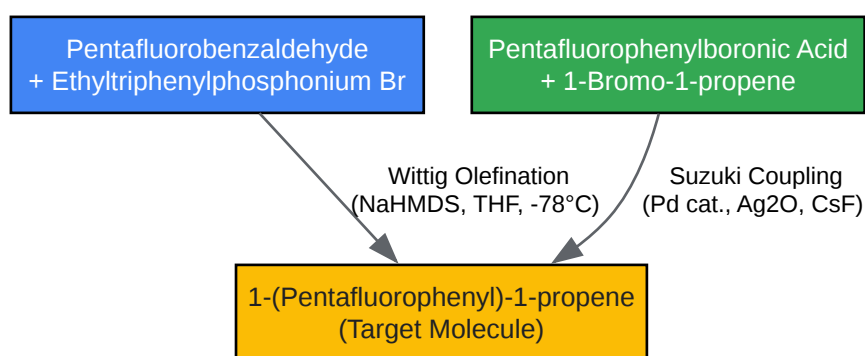 Pentafluorobenzaldehyde
+ Ethyltriphenylphosphonium Br
Pentafluorophenylboronic Acid
+ 1-Bromo-1-propene
Wittig Olefination
(NaHMDS, THF, -78°C)
Suzuki Coupling
(Pd cat., Ag2O, CsF)
1-(Pentafluorophenyl)-1-propene
(Target Molecule)